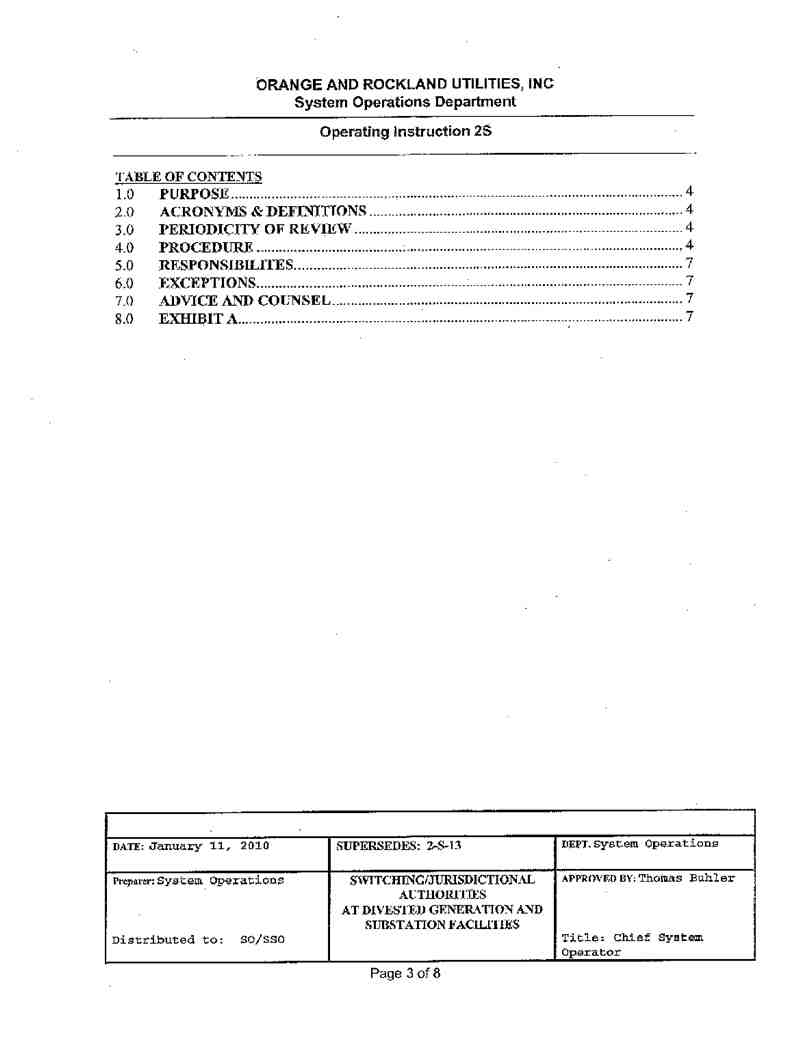 ORANGE AND ROCKLAND UTILITIES, INC
System Operations Department
Operating Instruction 2S
TABLE OF CONTENTS
1.0 PURPOSE 4
2.0 ACRONYMS & DEFINITIONS 4
3.0 PERIODICITY OF REVIEW 4
4.0 PROCEDURE 4
5.0 RESPONSIBILITES 7
6.0 EXCEPTIONS 7
7.0 ADVICE AND COUNSEL 7
8.0 EXHIBIT A 7
DATE: January 11, 2010
SUPERSEDES: 2-S-13
DEPT. System Operations
Preparer: System Operations
Distributed to: SO/SSO
SWITCHING/JURISDICTIONAL
AUTHORITIES
AT DIVESTED GENERATION AND
SUBSTATION FACILITIES
APPROVED BY: Thomas Buhler
Title: Chief System
Operator
Page 3 of 8